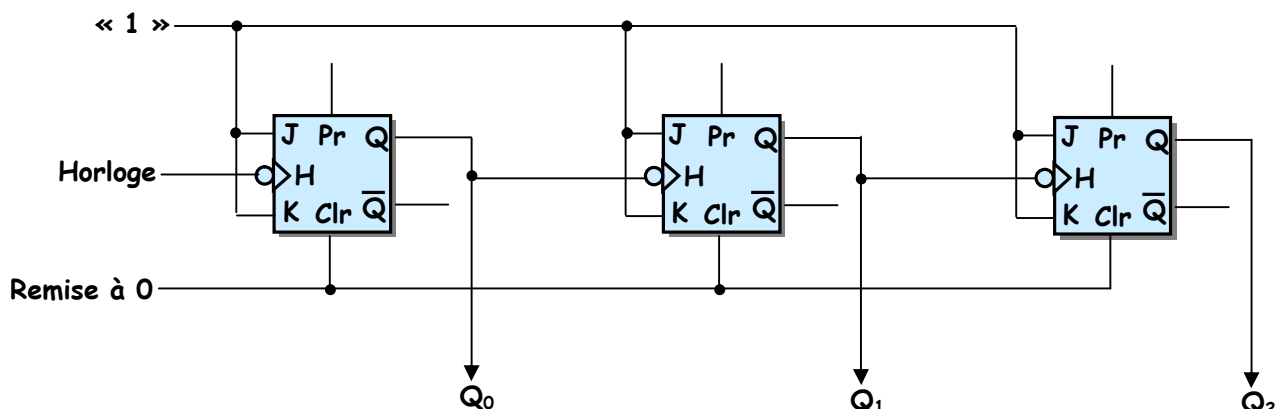 « 1 »
J Pr Q
H
K Clr Q̅
J Pr Q
H
K Clr Q̅
J Pr Q
H
K Clr Q̅
Horloge
Remise à 0
Q₀
Q₁
Q₂